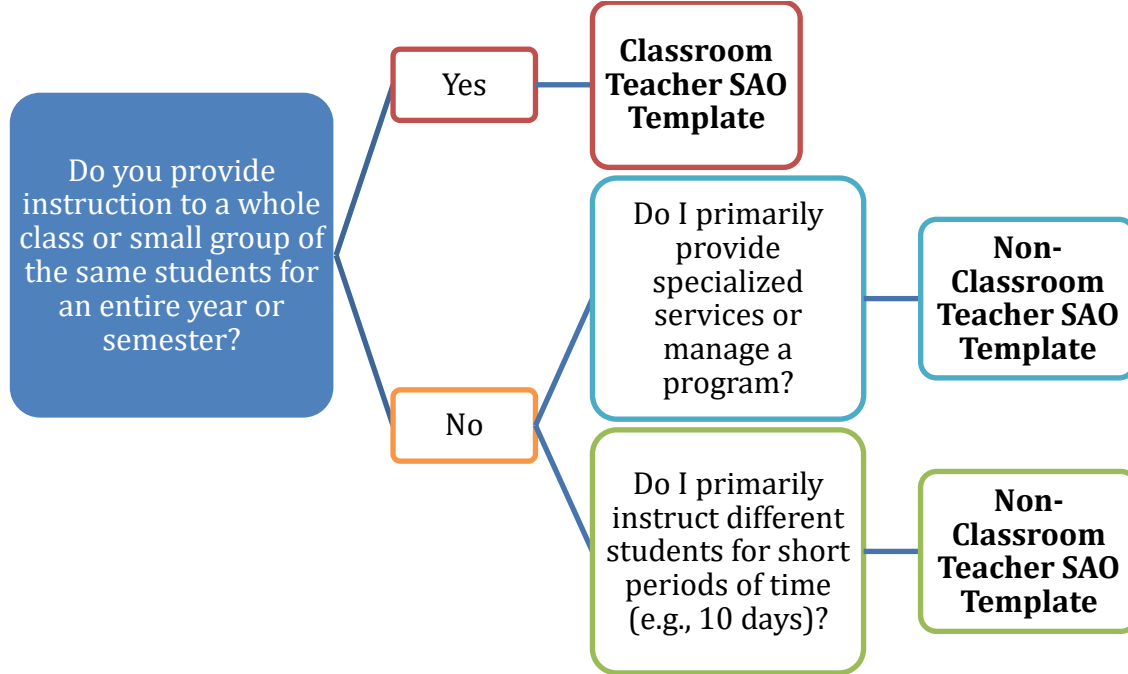 Do you provide
instruction to a whole
class or small group of
the same students for
an entire year or
semester?
Yes
Classroom
Teacher SAO
Template
No
Do I primarily
provide
specialized
services or
manage a
program?
Non-
Classroom
Teacher SAO
Template
Do I primarily
instruct different
students for short
periods of time
(e.g., 10 days)?
Non-
Classroom
Teacher SAO
Template